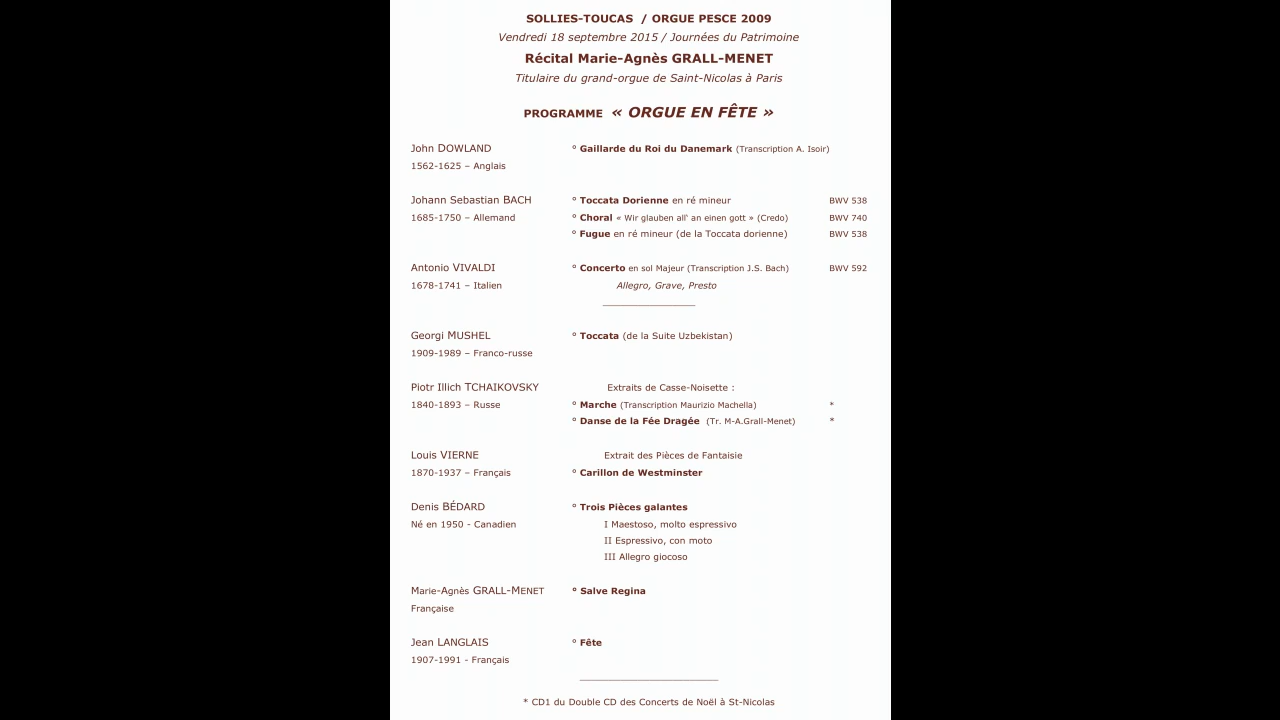 SOLLIES-TOUCAS / ORGUE PESCE 2009
Vendredi 18 septembre 2015 / Journées du Patrimoine
Récital Marie-Agnès GRALL-MENET
Titulaire du grand-orgue de Saint-Nicolas à Paris
PROGRAMME « ORGUE EN FÊTE »
John DOWLAND ° Gaillarde du Roi du Danemark (Transcription A. Isoir)
1562-1625 – Anglais
Johann Sebastian BACH ° Toccata Dorienne en ré mineur BWV 538
1685-1750 – Allemand ° Choral « Wir glauben all' an einen gott » (Credo) BWV 740
° Fugue en ré mineur (de la Toccata dorienne) BWV 538
Antonio VIVALDI ° Concerto en sol Majeur (Transcription J.S. Bach) BWV 592
1678-1741 – Italien Allegro, Grave, Presto
Georgi MUSHEL ° Toccata (de la Suite Uzbekistan)
1909-1989 – Franco-russe
Piotr Illich TCHAIKOVSKY Extraits de Casse-Noisette :
1840-1893 – Russe ° Marche (Transcription Maurizio Machella) *
° Danse de la Fée Dragée (Tr. M-A.Grall-Menet) *
Louis VIERNE Extrait des Pièces de Fantaisie
1870-1937 – Français ° Carillon de Westminster
Denis BÉDARD ° Trois Pièces galantes
Né en 1950 - Canadien I Maestoso, molto espressivo
II Espressivo, con moto
III Allegro giocoso
Marie-Agnès GRALL-MENET ° Salve Regina
Française
Jean LANGLAIS ° Fête
1907-1991 - Français
* CD1 du Double CD des Concerts de Noël à St-Nicolas